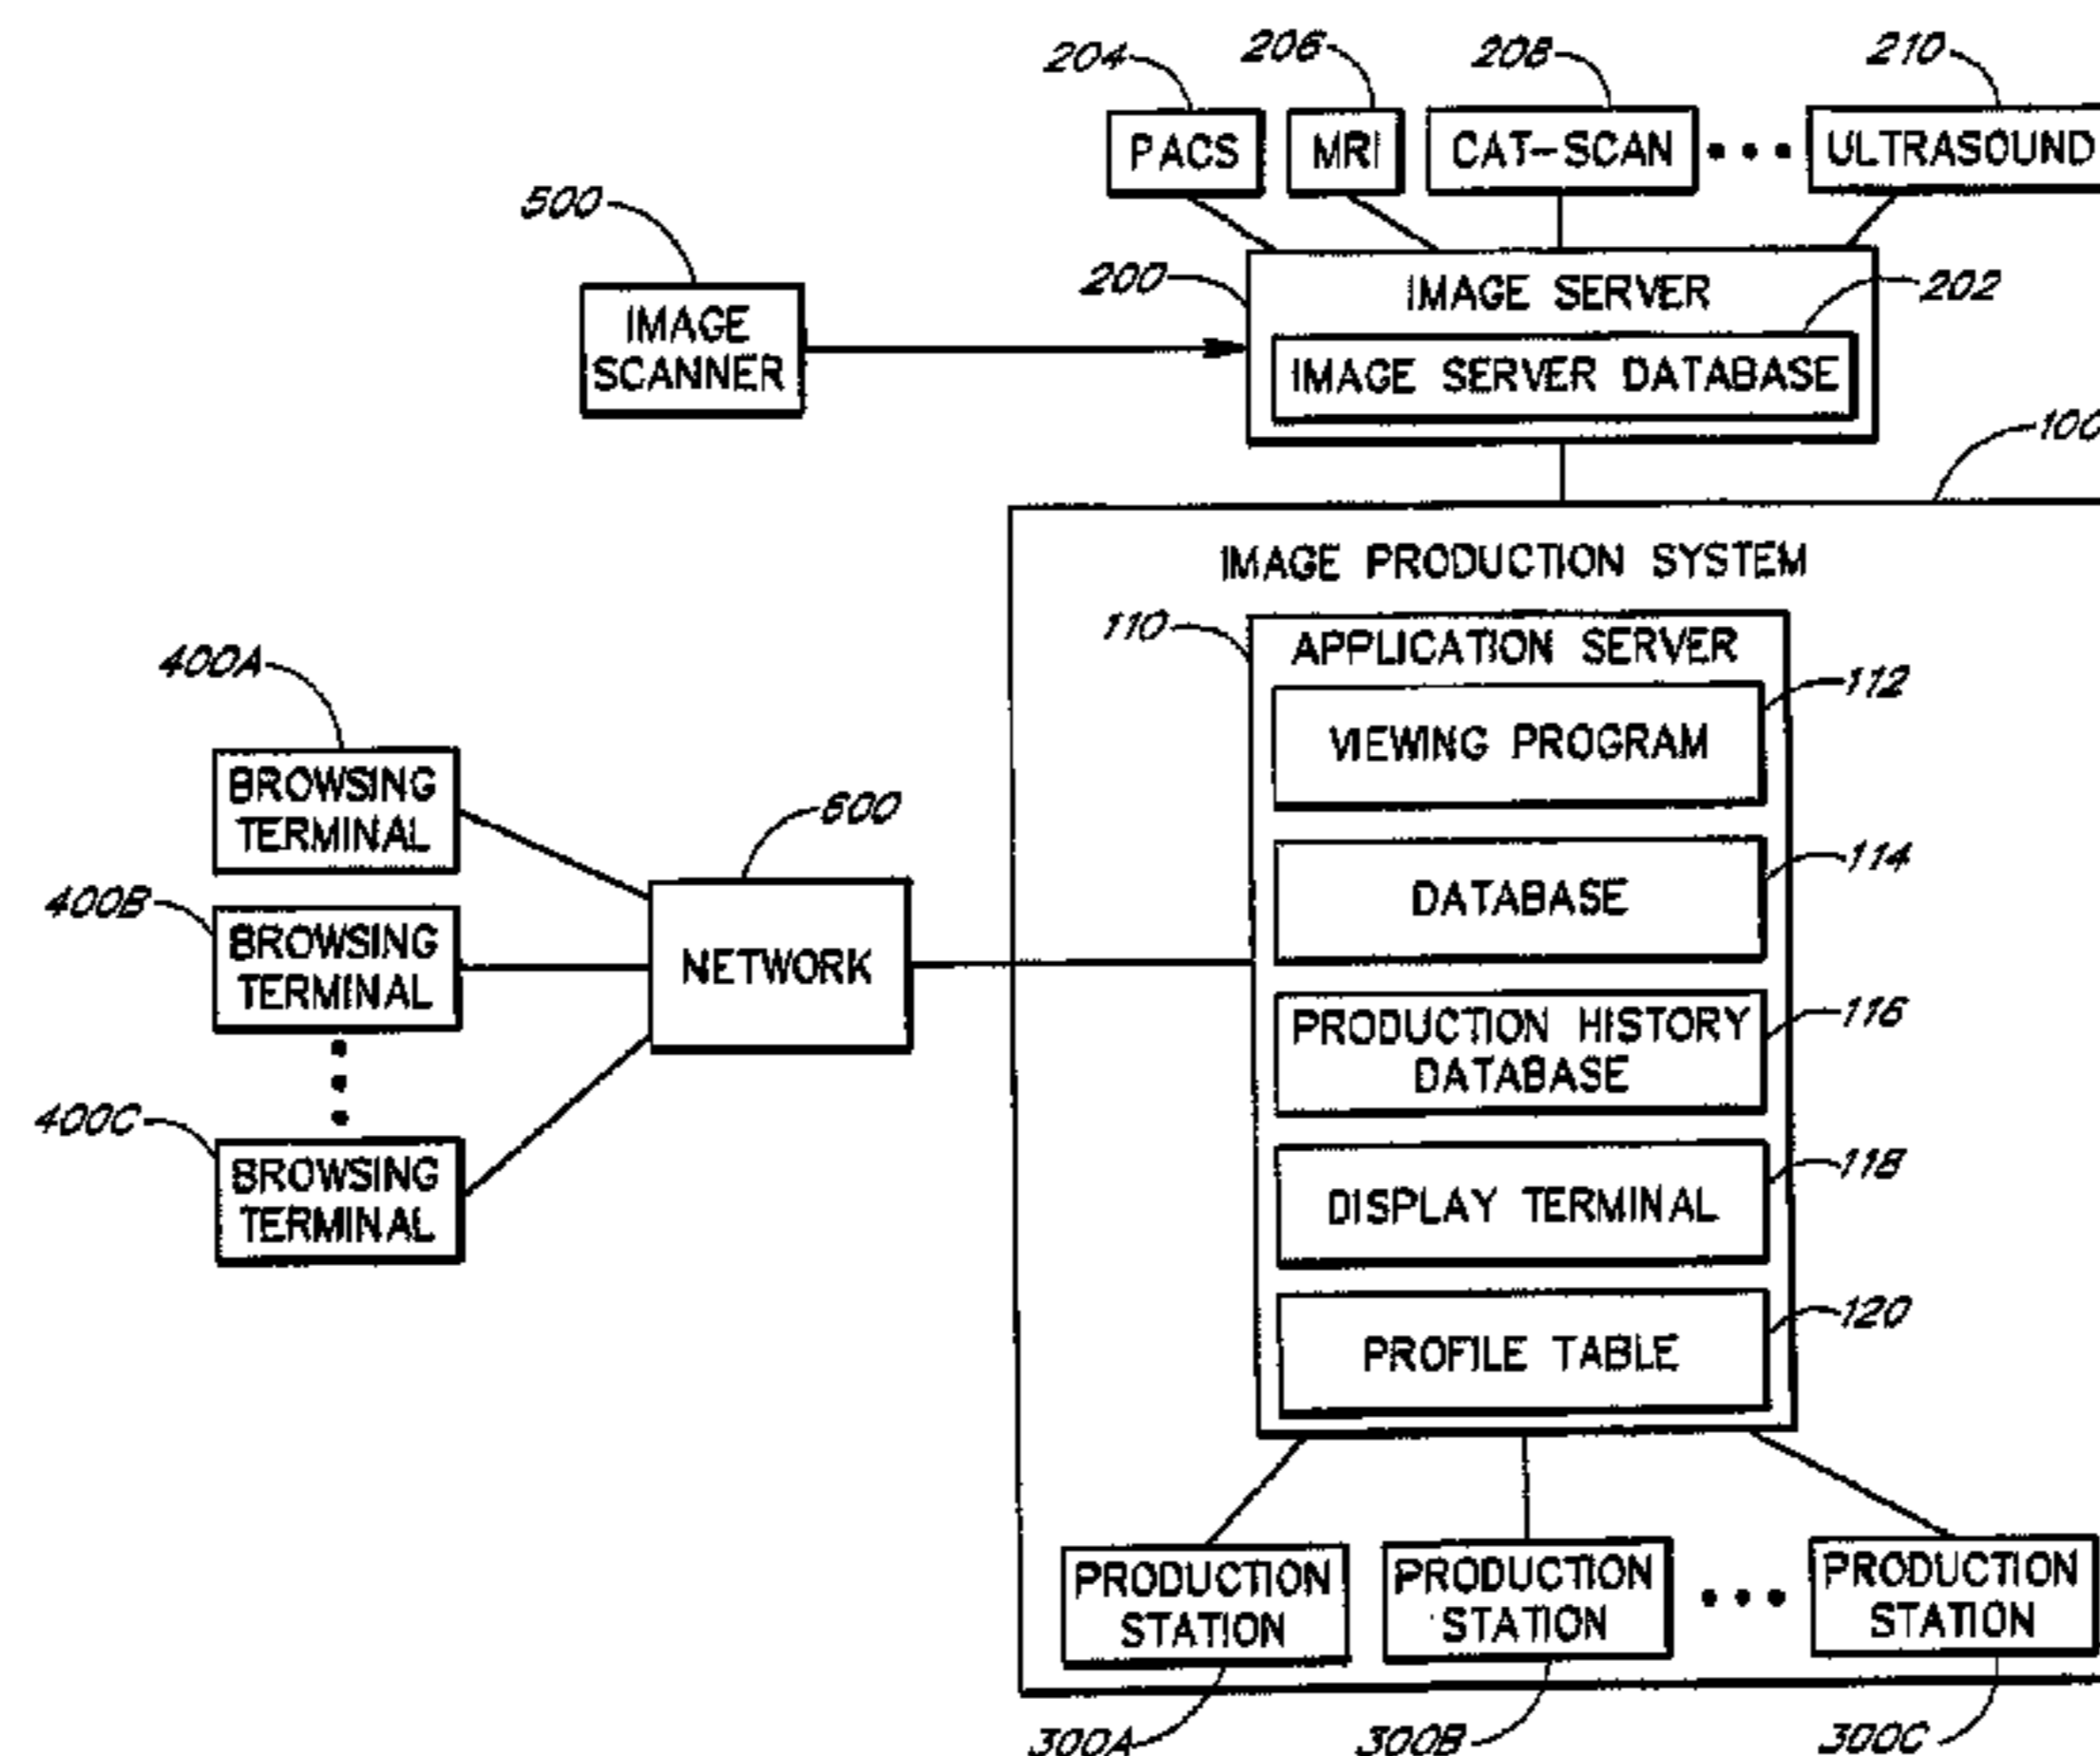 204
206
208
210
PACS
MRI
CAT-SCAN
ULTRASOUND
500
200
IMAGE SERVER
202
IMAGE
SCANNER
IMAGE SERVER DATABASE
100
IMAGE PRODUCTION SYSTEM
110
APPLICATION SERVER
112
VIEWING PROGRAM
400A
BROWSING
TERMINAL
600
114
DATABASE
400B
BROWSING
TERMINAL
NETWORK
116
PRODUCTION HISTORY
DATABASE
400C
BROWSING
TERMINAL
118
DISPLAY TERMINAL
120
PROFILE TABLE
PRODUCTION
STATION
PRODUCTION
STATION
PRODUCTION
STATION
300A
300B
300C